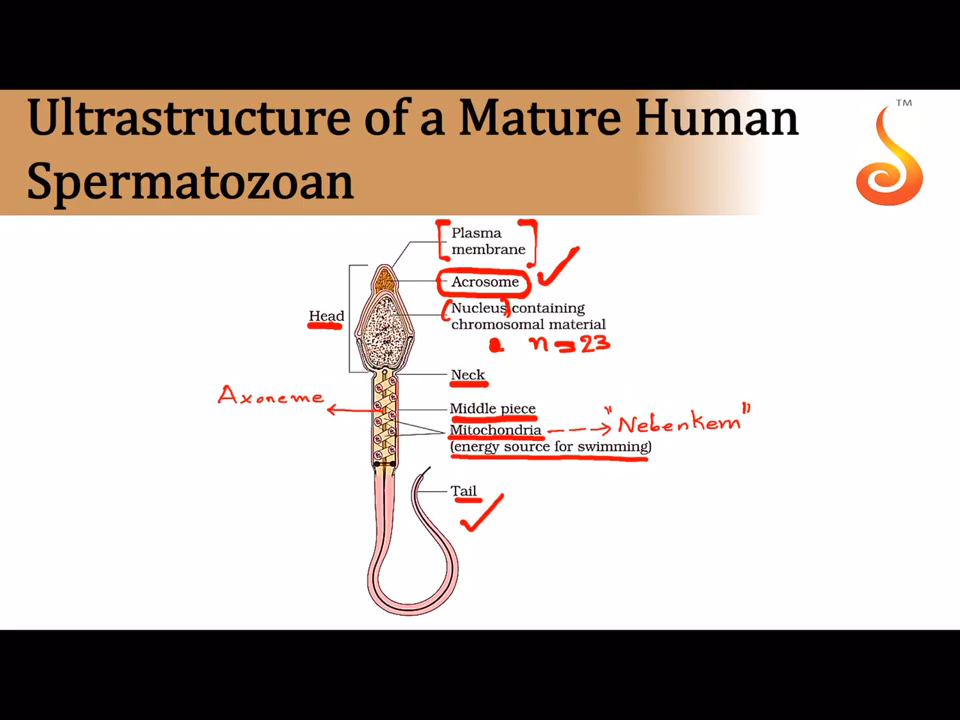 Ultrastructure of a Mature Human
Spermatozoan
TM
Plasma
membrane
Acrosome
Head
Nucleus containing
chromosomal material
n = 23
Neck
Axoneme
Middle piece
Mitochondria ---> "Nebenkern"
(energy source for swimming)
Tail